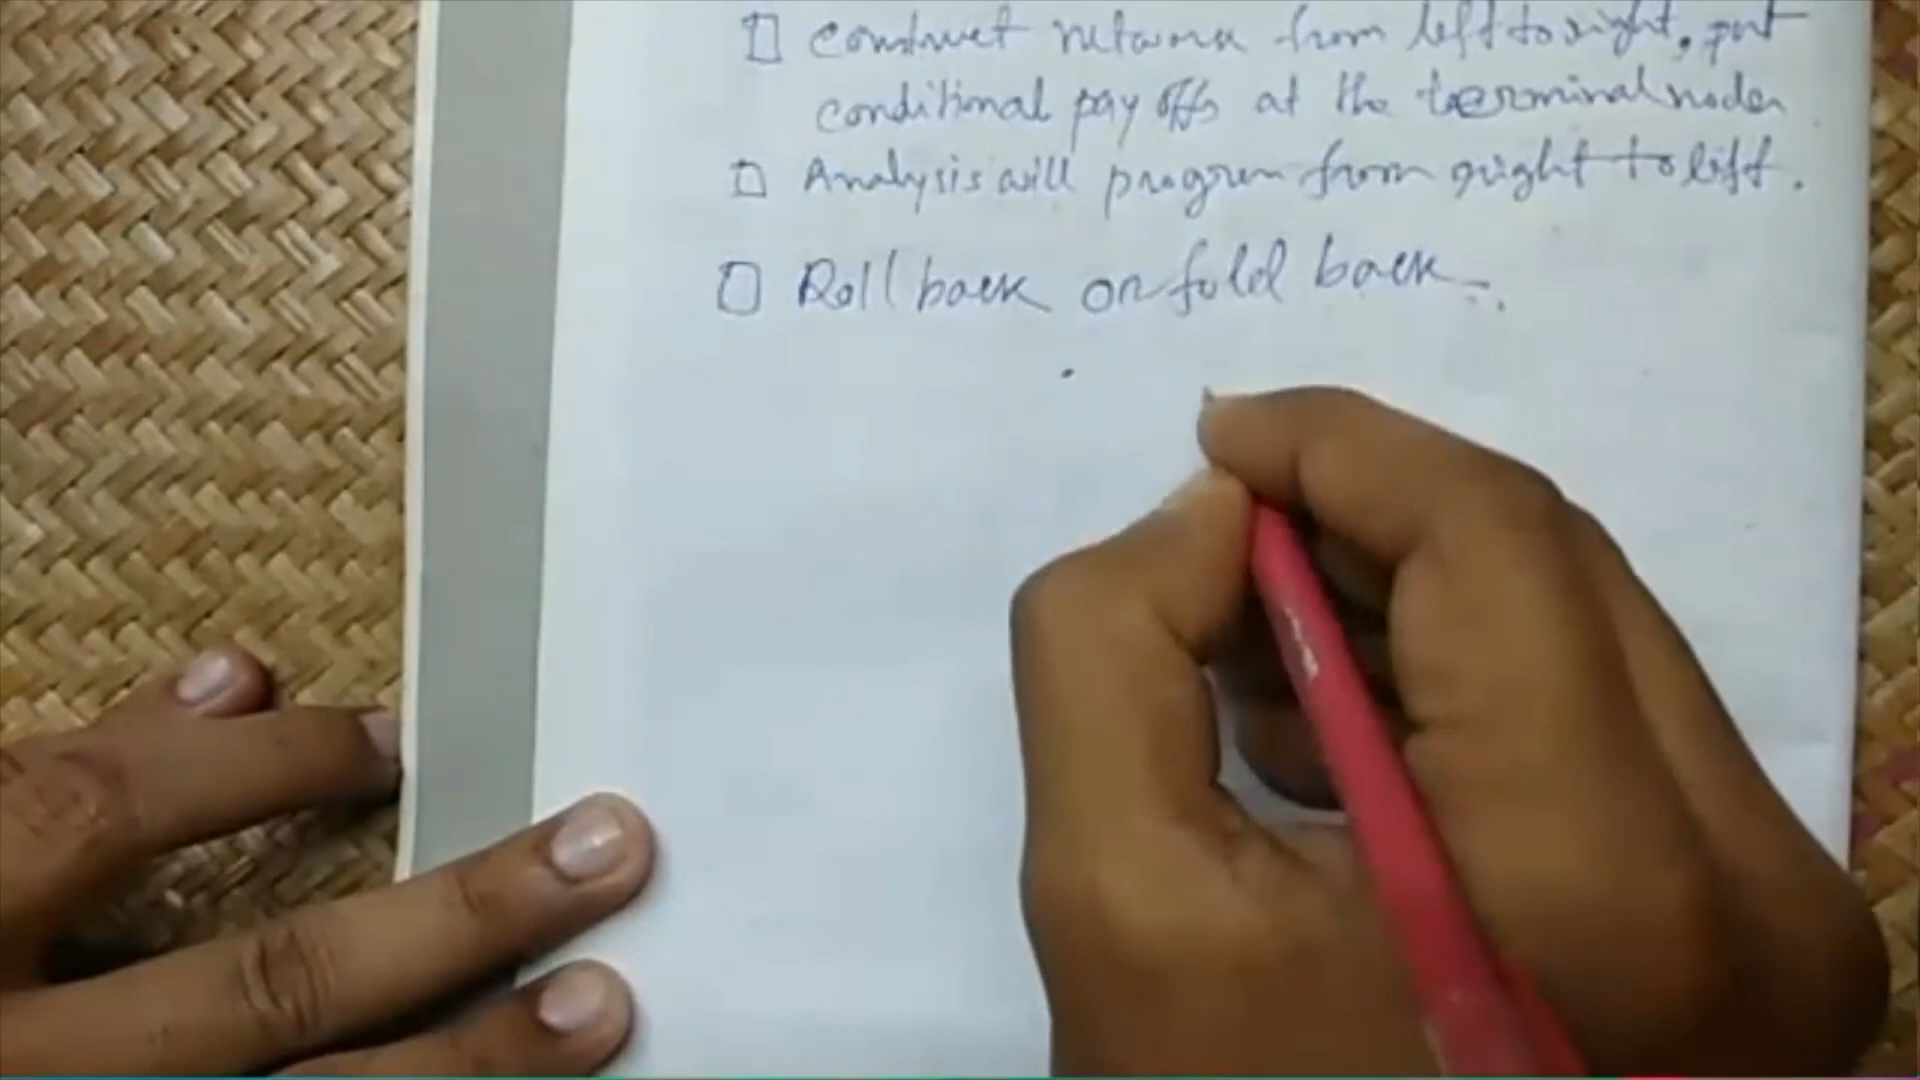 □ construct network from left to right, put
conditional pay offs at the terminal nodes
□ Analysis will progress from right to left.
□ Roll back or fold back.